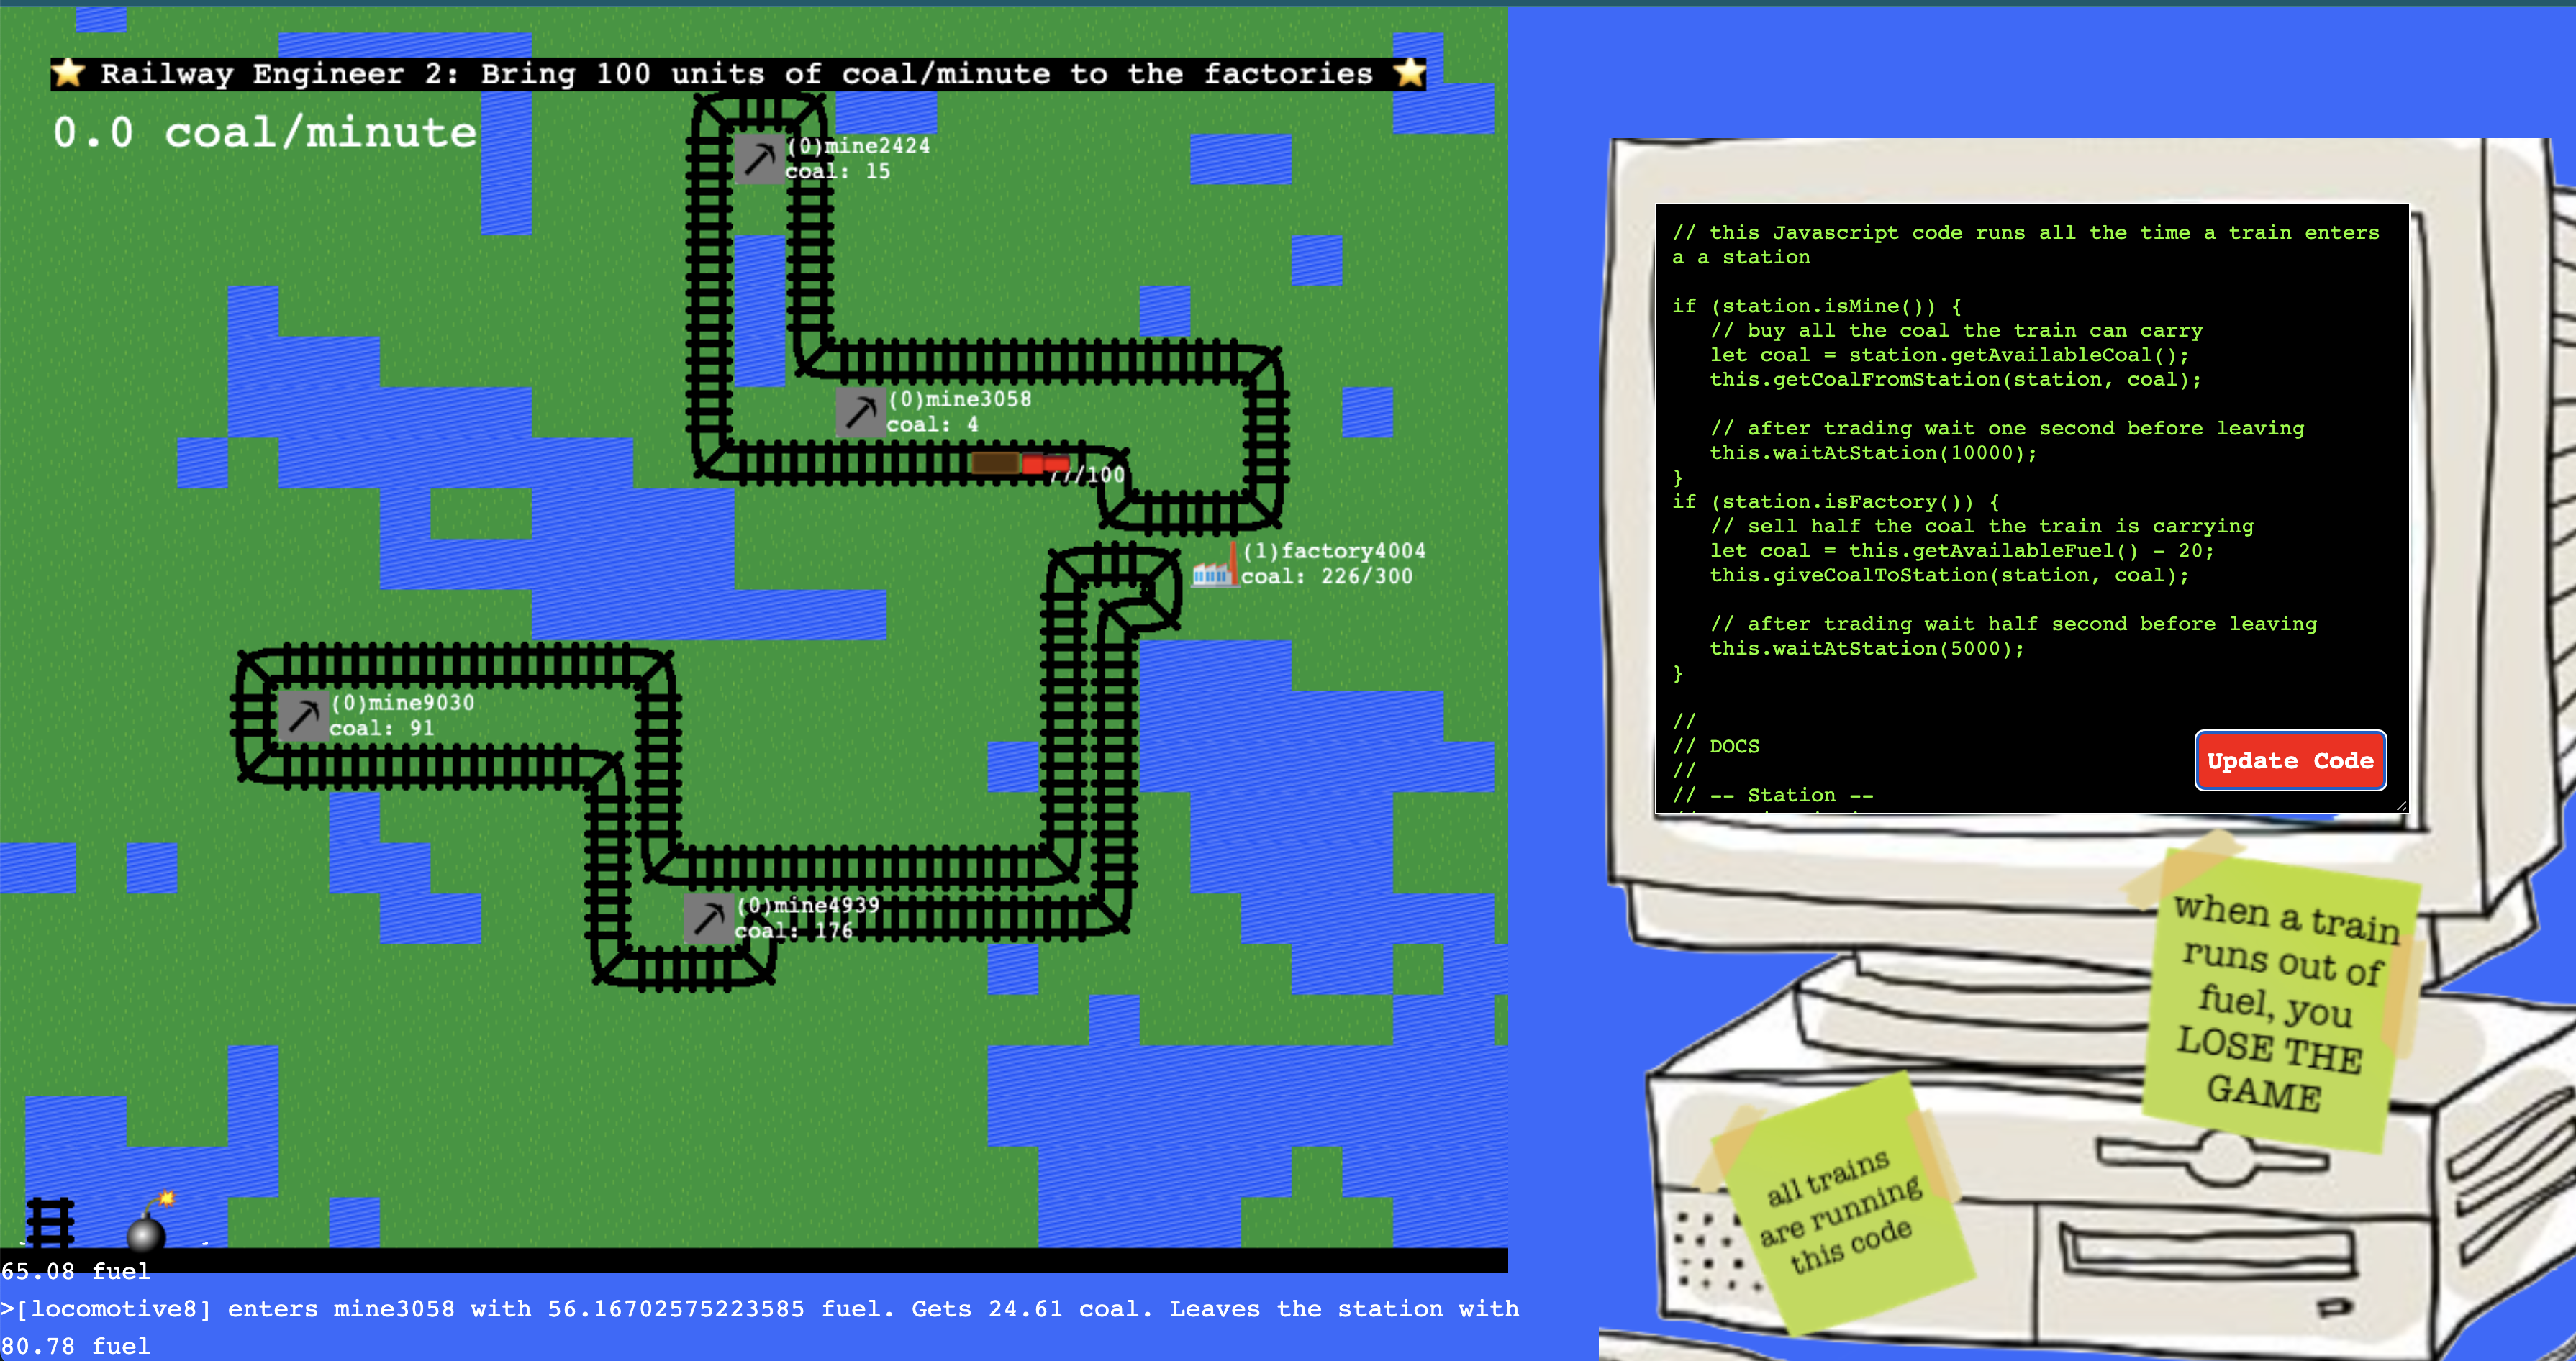 ⭐ Railway Engineer 2: Bring 100 units of coal/minute to the factories ⭐
0.0 coal/minute
(0)mine2424
coal: 15
(0)mine3058
coal: 4
77/100
(1)factory4004
coal: 226/300
(0)mine9030
coal: 91
(0)mine4939
coal: 176
65.08 fuel
>[locomotive8] enters mine3058 with 56.16702575223585 fuel. Gets 24.61 coal. Leaves the station with
80.78 fuel
// this Javascript code runs all the time a train enters
a a station
if (station.isMine()) {
// buy all the coal the train can carry
let coal = station.getAvailableCoal();
this.getCoalFromStation(station, coal);
// after trading wait one second before leaving
this.waitAtStation(10000);
}
if (station.isFactory()) {
// sell half the coal the train is carrying
let coal = this.getAvailableFuel() - 20;
this.giveCoalToStation(station, coal);
// after trading wait half second before leaving
this.waitAtStation(5000);
}
//
// DOCS
//
// -- Station --
Update Code
when a train
runs out of
fuel, you
LOSE THE
GAME
all trains
are running
this code